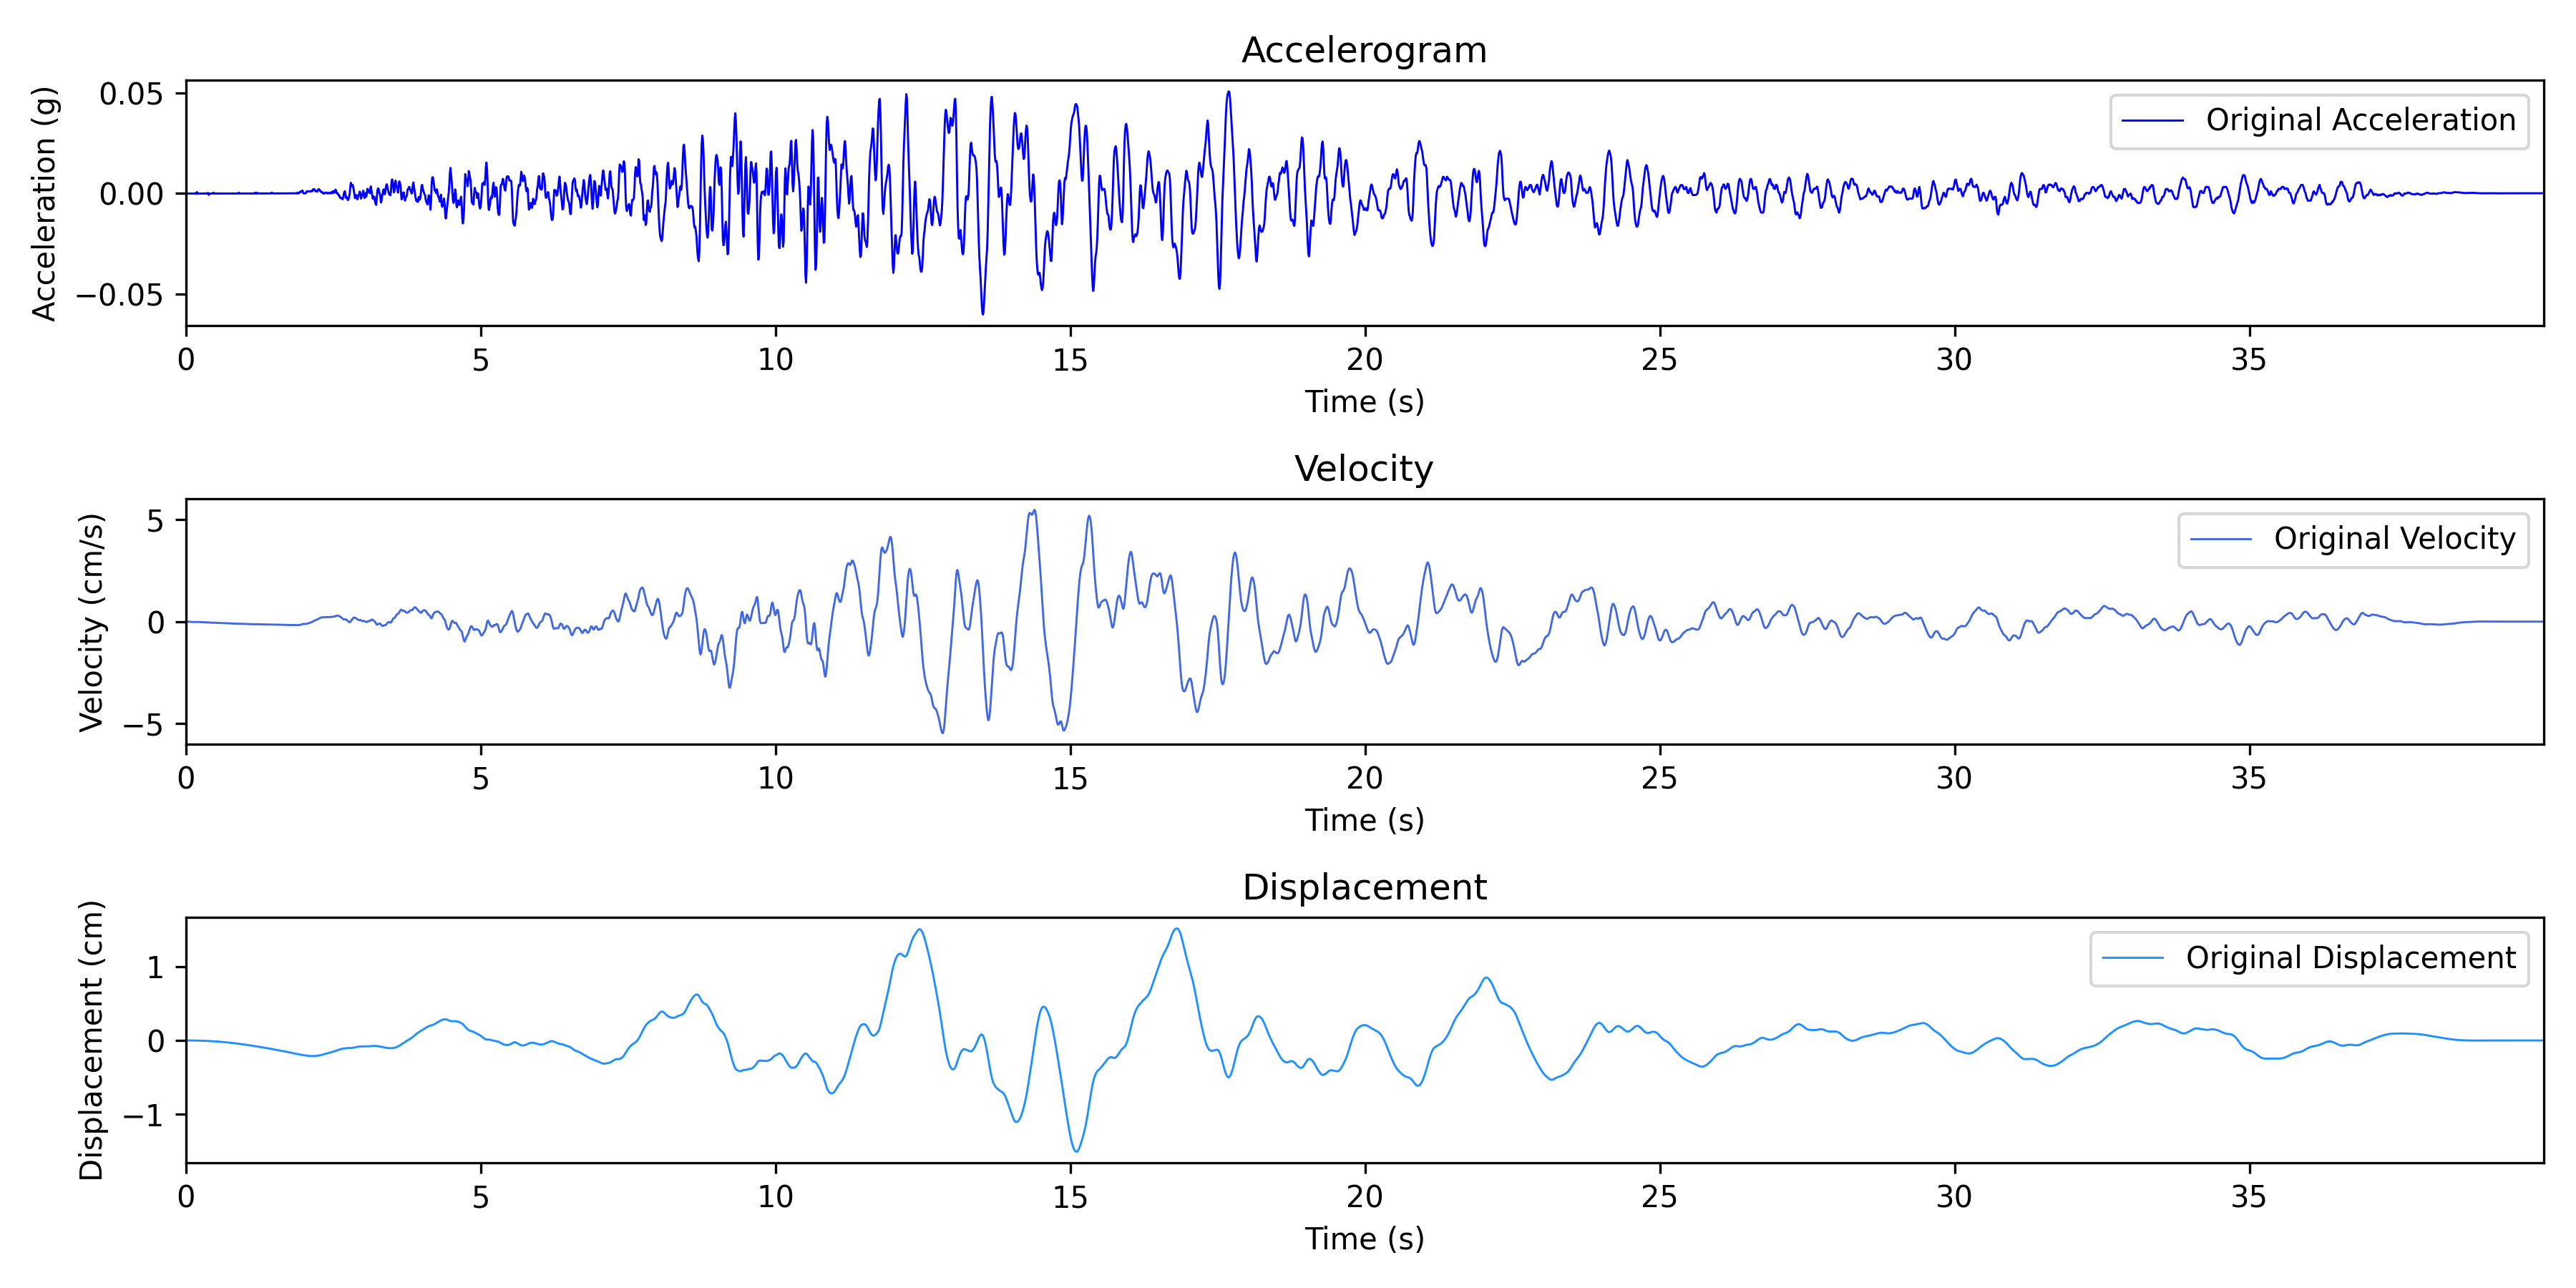 Accelerogram
Acceleration (g)
0.05
0.00
−0.05
Original Acceleration
0 5 10 15 20 25 30 35
Time (s)
Velocity
Velocity (cm/s)
5
0
−5
Original Velocity
0 5 10 15 20 25 30 35
Time (s)
Displacement
Displacement (cm)
1
0
−1
Original Displacement
0 5 10 15 20 25 30 35
Time (s)